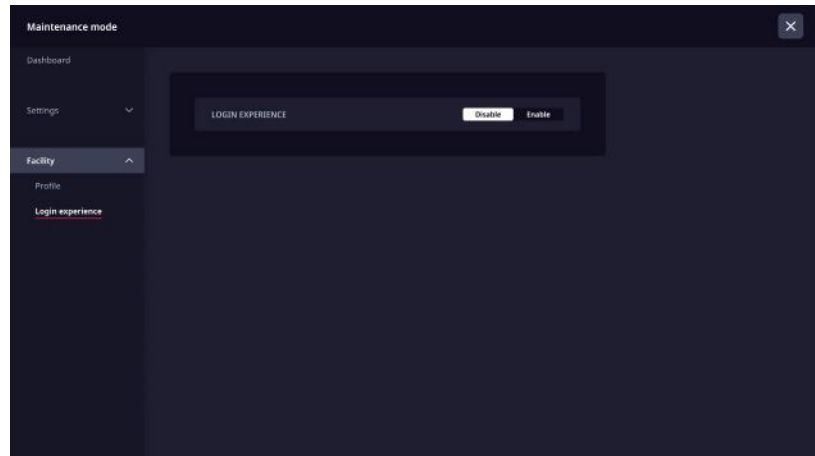 Maintenance mode
Dashboard
Settings
LOGIN EXPERIENCE Disable Enable
Facility
Profile
Login experience